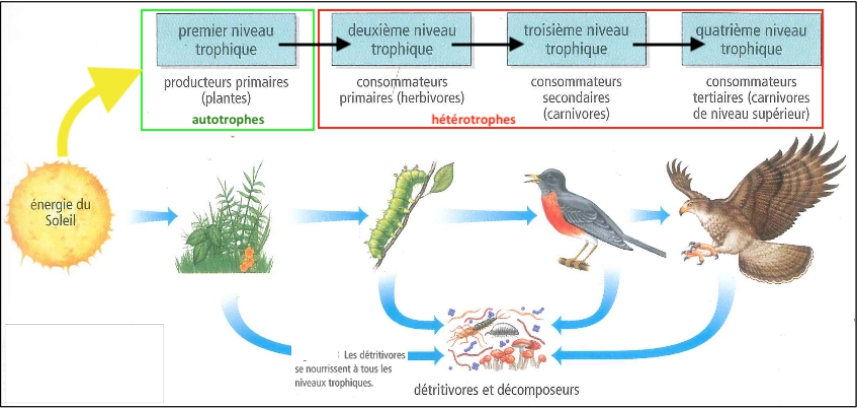 premier niveau
trophique
deuxième niveau
trophique
troisième niveau
trophique
quatrième niveau
trophique
producteurs primaires
(plantes)
autotrophes
consommateurs
primaires (herbivores)
consommateurs
secondaires
(carnivores)
consommateurs
tertiaires (carnivores
de niveau supérieur)
hétérotrophes
énergie du
Soleil
: Les détritivores
se nourrissent à tous les
niveaux trophiques.
détritivores et décomposeurs